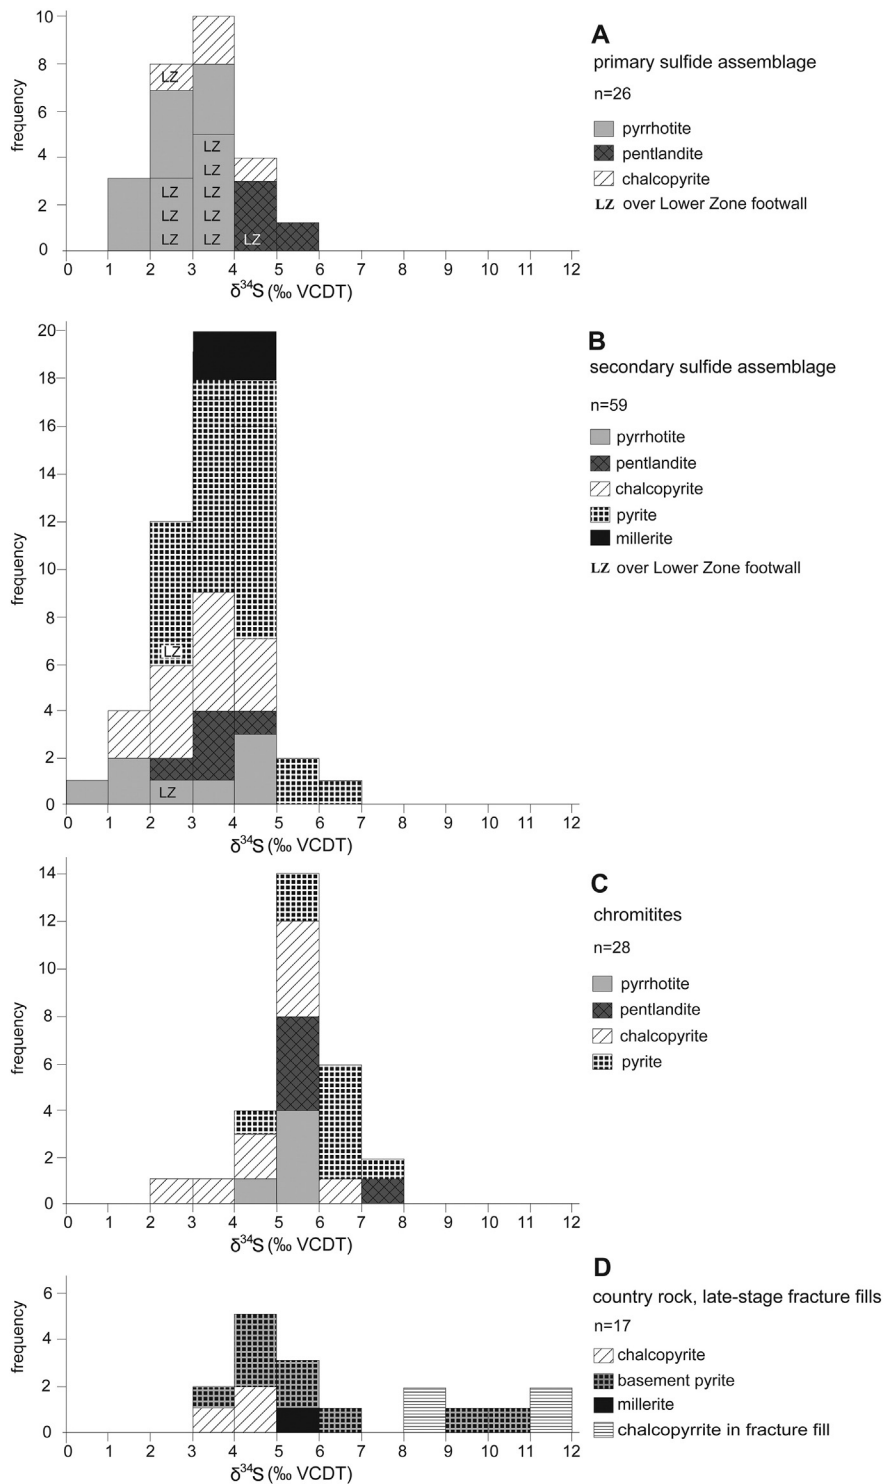 A
primary sulfide assemblage
n=26
pyrrhotite
pentlandite
chalcopyrite
LZ over Lower Zone footwall
frequency
10
8
6
4
2
0
LZ
LZ
LZ
LZ
LZ
LZ
LZ
LZ
LZ
LZ
0 1 2 3 4 5 6 7 8 9 10 11 12
δ³⁴S (‰ VCDT)
B
secondary sulfide assemblage
n=59
pyrrhotite
pentlandite
chalcopyrite
pyrite
millerite
LZ over Lower Zone footwall
frequency
20
18
16
14
12
10
8
6
4
2
0
LZ
LZ
0 1 2 3 4 5 6 7 8 9 10 11 12
δ³⁴S (‰ VCDT)
C
chromitites
n=28
pyrrhotite
pentlandite
chalcopyrite
pyrite
frequency
14
12
10
8
6
4
2
0
0 1 2 3 4 5 6 7 8 9 10 11 12
δ³⁴S (‰ VCDT)
D
country rock, late-stage fracture fills
n=17
chalcopyrite
basement pyrite
millerite
chalcopyrrite in fracture fill
frequency
6
4
2
0
0 1 2 3 4 5 6 7 8 9 10 11 12
δ³⁴S (‰ VCDT)